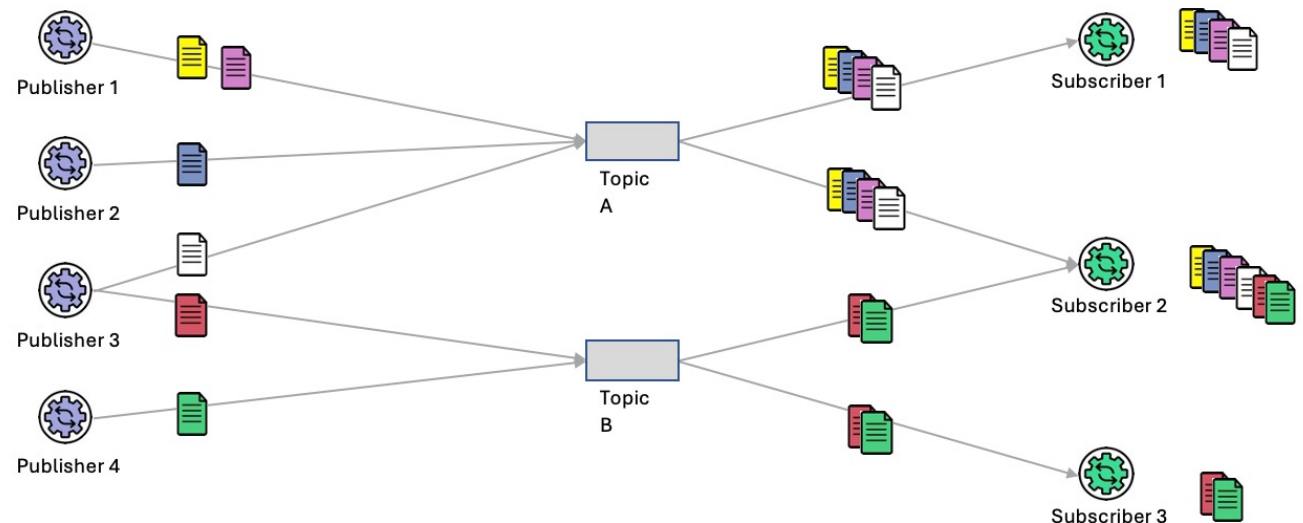 Publisher 1
Publisher 2
Publisher 3
Publisher 4
Topic
A
Topic
B
Subscriber 1
Subscriber 2
Subscriber 3